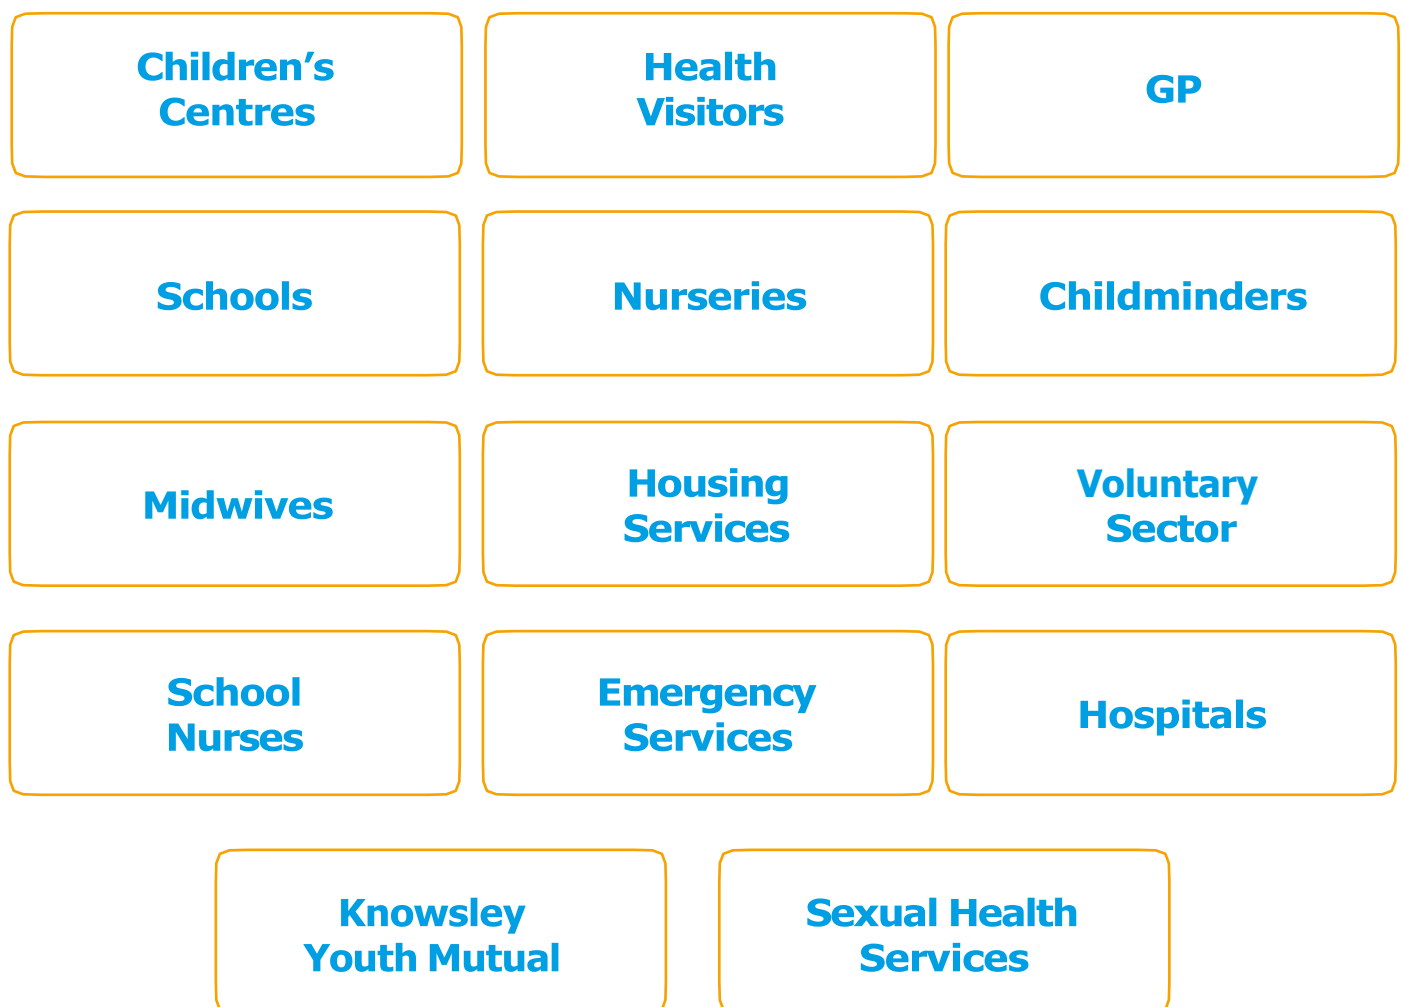 Children’s
Centres
Health
Visitors
GP
Schools
Nurseries
Childminders
Midwives
Housing
Services
Voluntary
Sector
School
Nurses
Emergency
Services
Hospitals
Knowsley
Youth Mutual
Sexual Health
Services